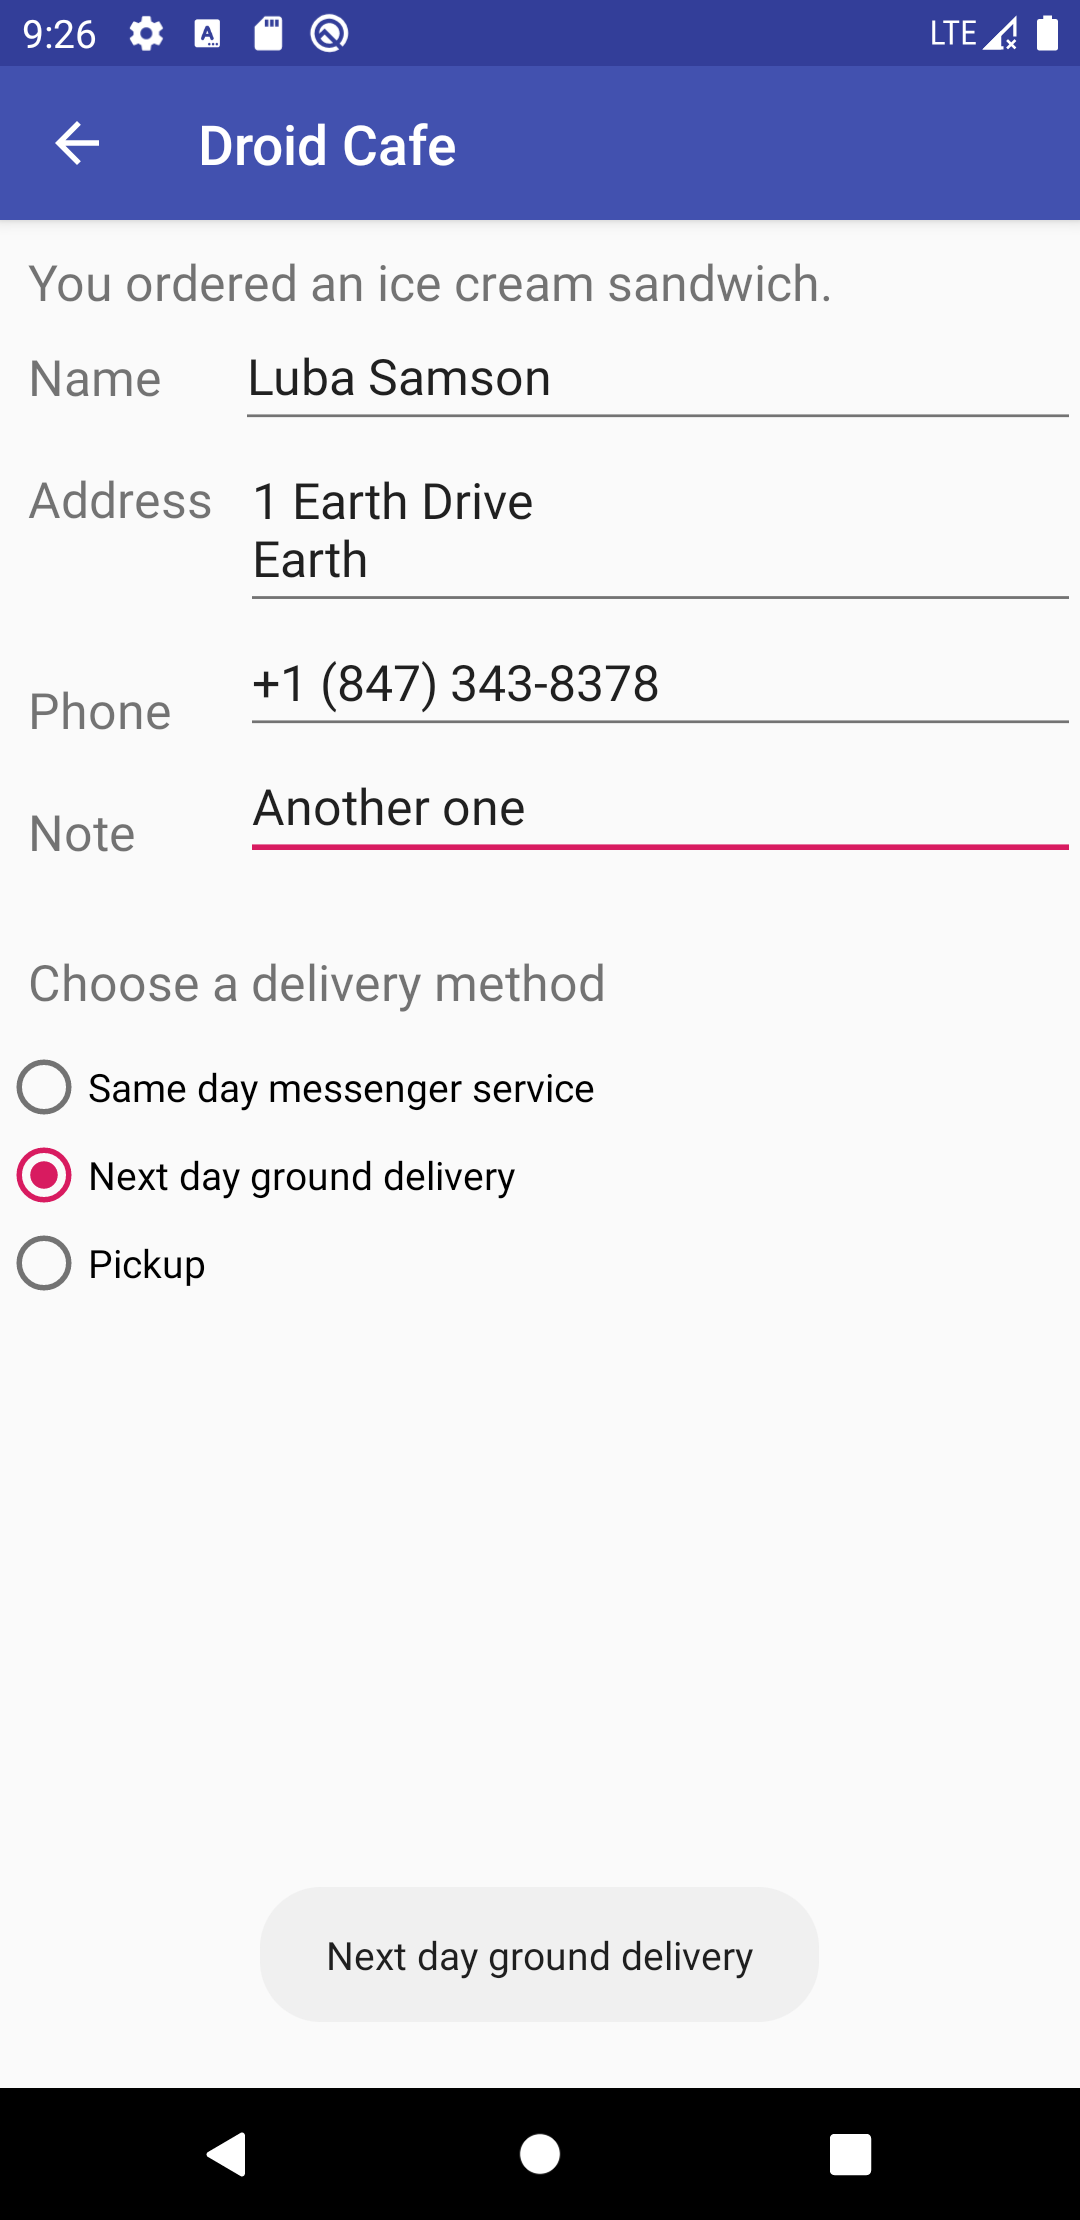 9:26
LTE
Droid Cafe
You ordered an ice cream sandwich.
Name
Luba Samson
Address
1 Earth Drive
Earth
Phone
+1 (847) 343-8378
Note
Another one
Choose a delivery method
Same day messenger service
Next day ground delivery
Pickup
Next day ground delivery